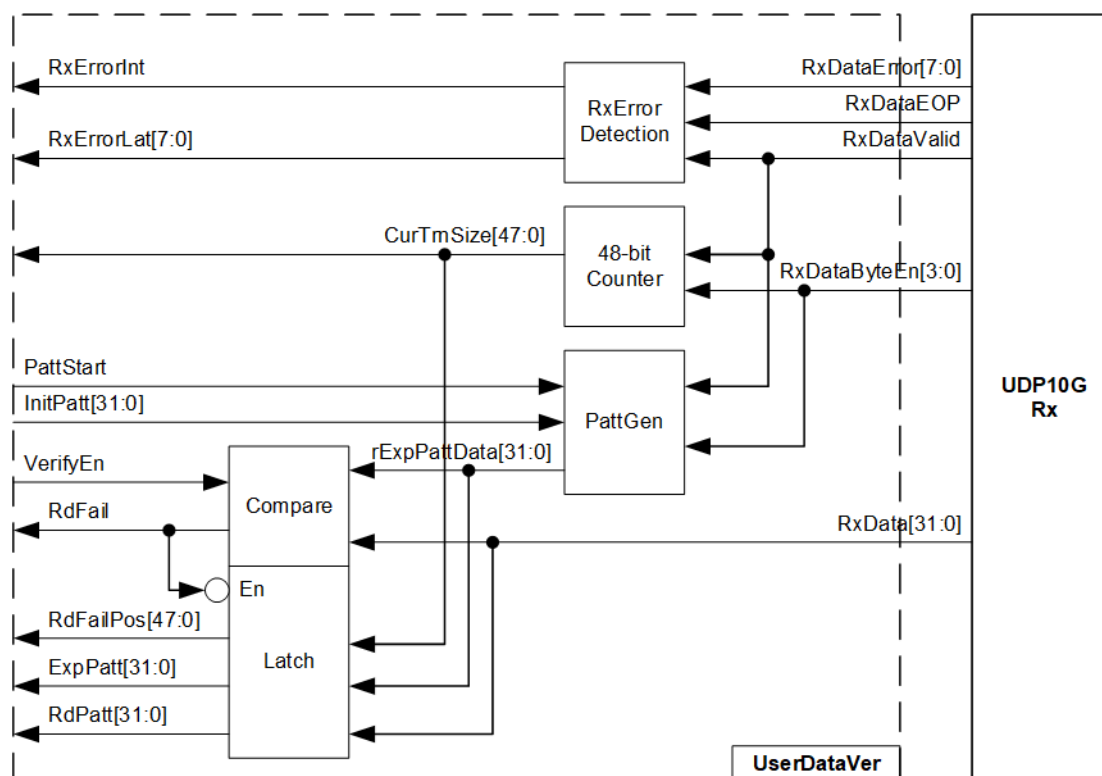 RxErrorInt
RxDataError[7:0]
RxError
Detection
RxDataEOP
RxErrorLat[7:0]
RxDataValid
CurTrnSize[47:0]
48-bit
Counter
RxDataByteEn[3:0]
PattStart
InitPatt[31:0]
PattGen
UDP10G
Rx
VerifyEn
rExpPattData[31:0]
Compare
RdFail
RxData[31:0]
En
RdFailPos[47:0]
Latch
ExpPatt[31:0]
RdPatt[31:0]
UserDataVer